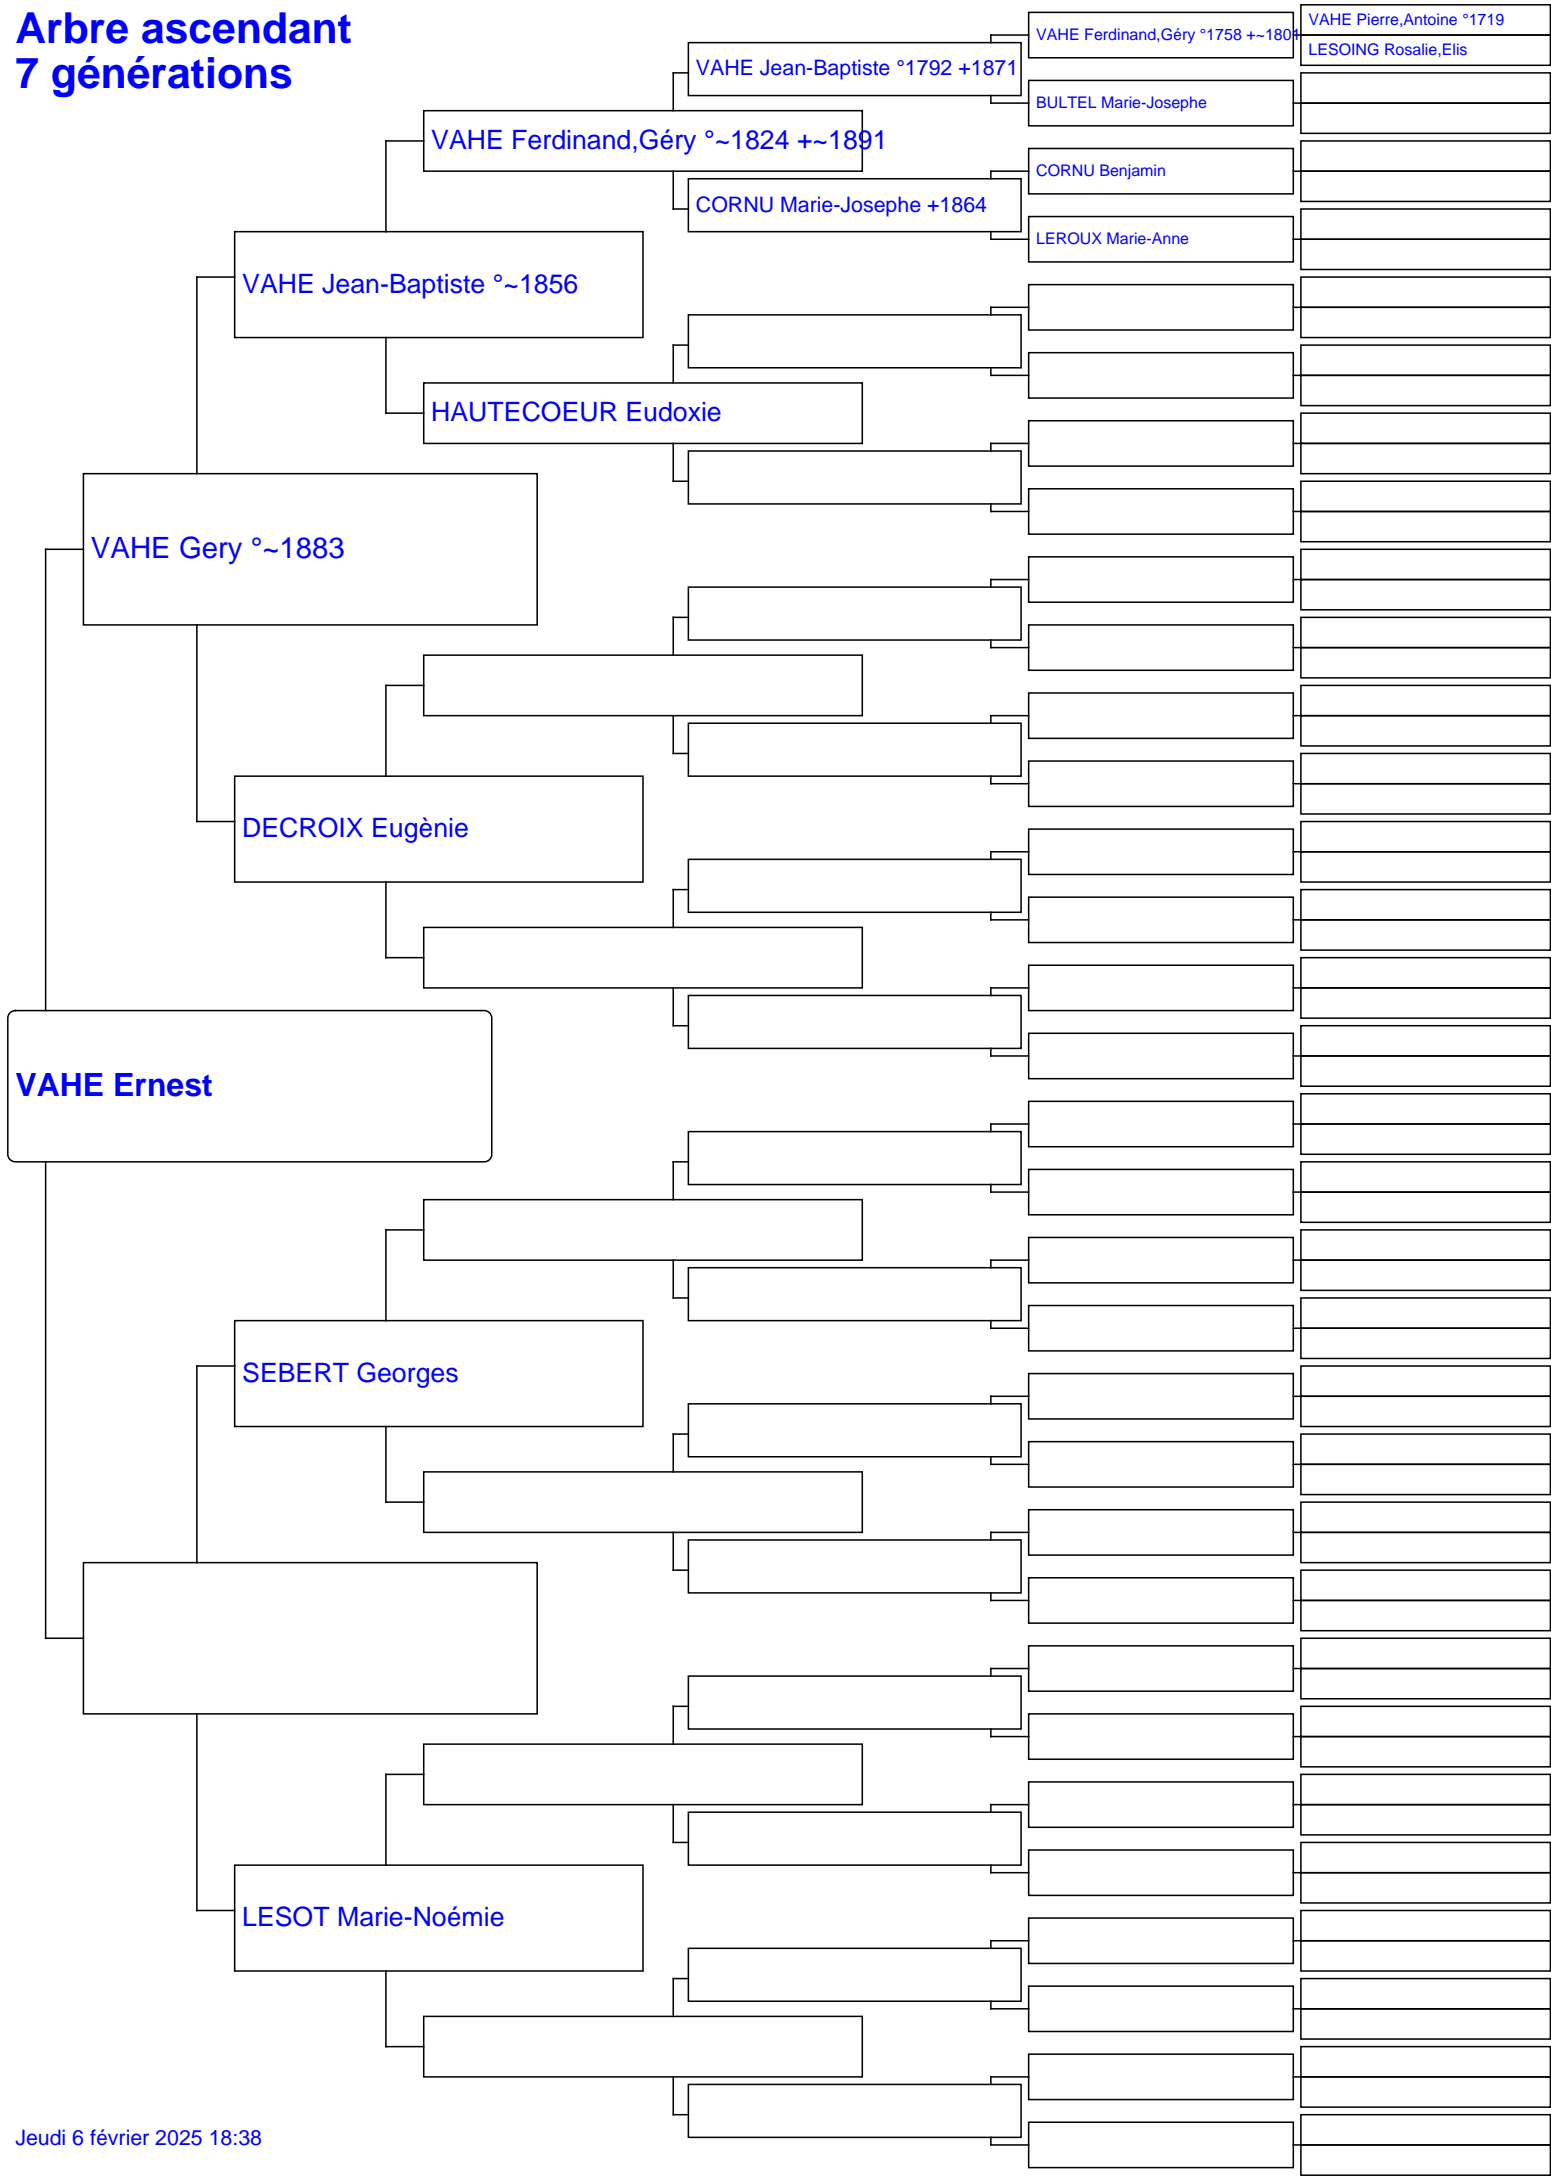 Arbre ascendant
7 générations
VAHE Pierre,Antoine °1719
VAHE Ferdinand,Géry °1758 +~1801
LESOING Rosalie,Elis
VAHE Jean-Baptiste °1792 +1871
BULTEL Marie-Josephe
VAHE Ferdinand,Géry °~1824 +~1891
CORNU Benjamin
CORNU Marie-Josephe +1864
LEROUX Marie-Anne
VAHE Jean-Baptiste °~1856
HAUTECOEUR Eudoxie
VAHE Gery °~1883
DECROIX Eugènie
VAHE Ernest
SEBERT Georges
LESOT Marie-Noémie
Jeudi 6 février 2025 18:38